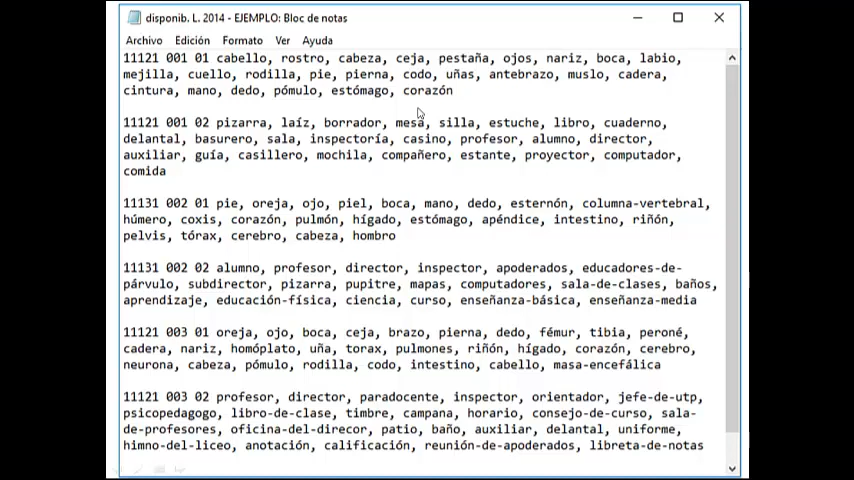 disponib. L. 2014 - EJEMPLO: Bloc de notas
Archivo Edición Formato Ver Ayuda
11121 001 01 cabello, rostro, cabeza, ceja, pestaña, ojos, nariz, boca, labio,
mejilla, cuello, rodilla, pie, pierna, codo, uñas, antebrazo, muslo, cadera,
cintura, mano, dedo, pómulo, estómago, corazón
11121 001 02 pizarra, laíz, borrador, mesa, silla, estuche, libro, cuaderno,
delantal, basurero, sala, inspectoría, casino, profesor, alumno, director,
auxiliar, guía, casillero, mochila, compañero, estante, proyector, computador,
comida
11131 002 01 pie, oreja, ojo, piel, boca, mano, dedo, esternón, columna-vertebral,
húmero, coxis, corazón, pulmón, hígado, estómago, apéndice, intestino, riñón,
pelvis, tórax, cerebro, cabeza, hombro
11131 002 02 alumno, profesor, director, inspector, apoderados, educadores-de-
párvulo, subdirector, pizarra, pupitre, mapas, computadores, sala-de-clases, baños,
aprendizaje, educación-física, ciencia, curso, enseñanza-básica, enseñanza-media
11121 003 01 oreja, ojo, boca, ceja, brazo, pierna, dedo, fémur, tibia, peroné,
cadera, nariz, homóplato, uña, torax, pulmones, riñón, hígado, corazón, cerebro,
neurona, cabeza, pómulo, rodilla, codo, intestino, cabello, masa-encefálica
11121 003 02 profesor, director, paradocente, inspector, orientador, jefe-de-utp,
psicopedagogo, libro-de-clase, timbre, campana, horario, consejo-de-curso, sala-
de-profesores, oficina-del-direcor, patio, baño, auxiliar, delantal, uniforme,
himno-del-liceo, anotación, calificación, reunión-de-apoderados, libreta-de-notas